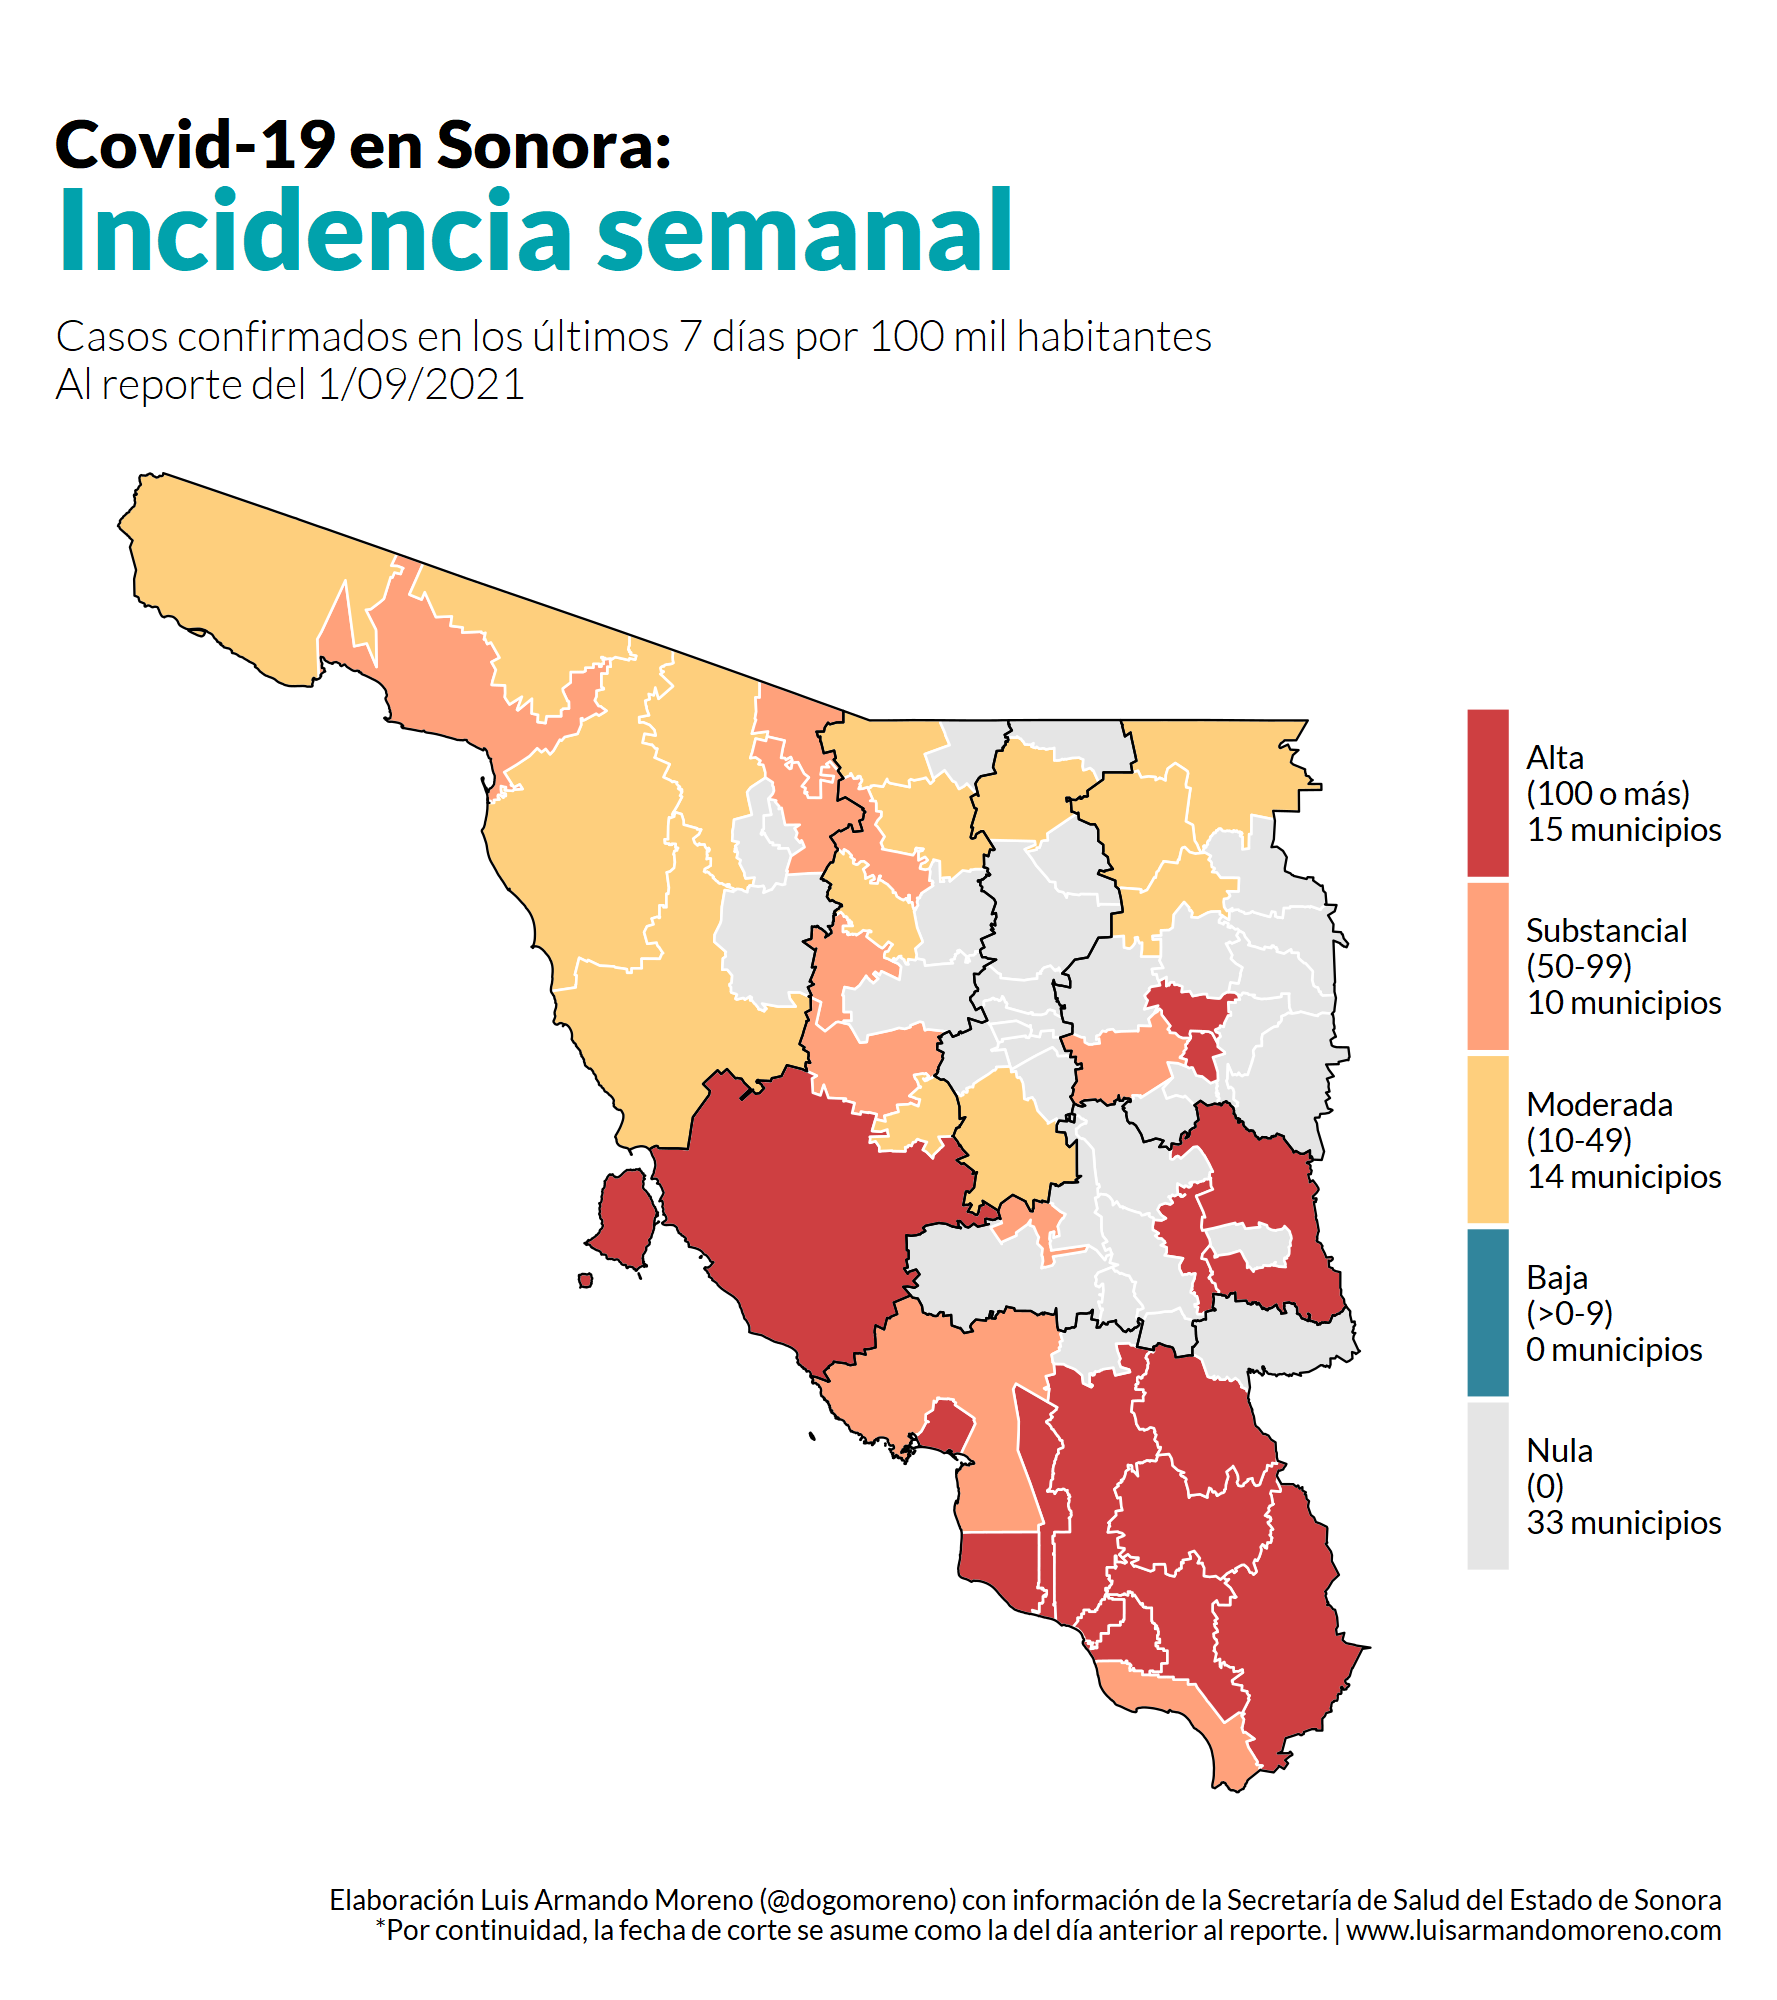 Covid-19 en Sonora:
Incidencia semanal
Casos confirmados en los últimos 7 días por 100 mil habitantes
Al reporte del 1/09/2021
Alta
(100 o más)
15 municipios
Substancial
(50-99)
10 municipios
Moderada
(10-49)
14 municipios
Baja
(>0-9)
0 municipios
Nula
(0)
33 municipios
Elaboración Luis Armando Moreno (@dogomoreno) con información de la Secretaría de Salud del Estado de Sonora
*Por continuidad, la fecha de corte se asume como la del día anterior al reporte. | www.luisarmandomoreno.com